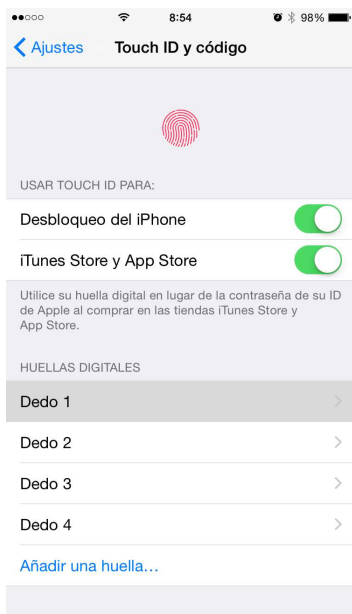 8:54
98%
Ajustes
Touch ID y código
USAR TOUCH ID PARA:
Desbloqueo del iPhone
iTunes Store y App Store
Utilice su huella digital en lugar de la contraseña de su ID
de Apple al comprar en las tiendas iTunes Store y
App Store.
HUELLAS DIGITALES
Dedo 1
Dedo 2
Dedo 3
Dedo 4
Añadir una huella...